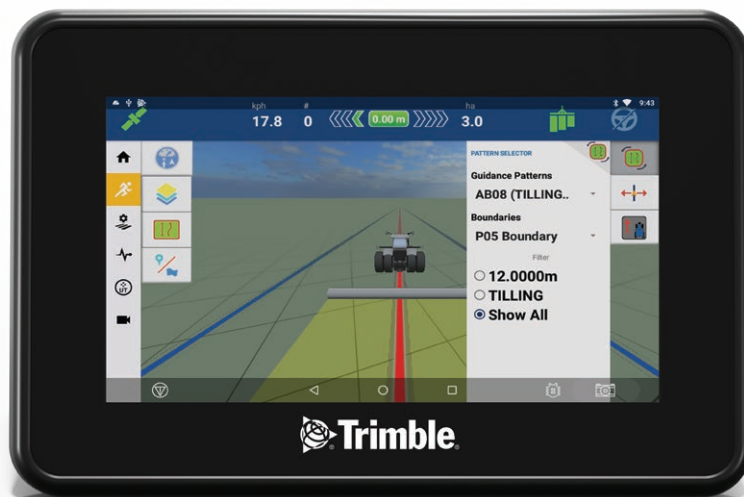 9:43
kph
#
ha
17.8
0
0.00 m
3.0
PATTERN SELECTOR
Guidance Patterns
AB08 (TILLING..
Boundaries
P05 Boundary
Filter
12.0000m
TILLING
Show All
UT
Trimble